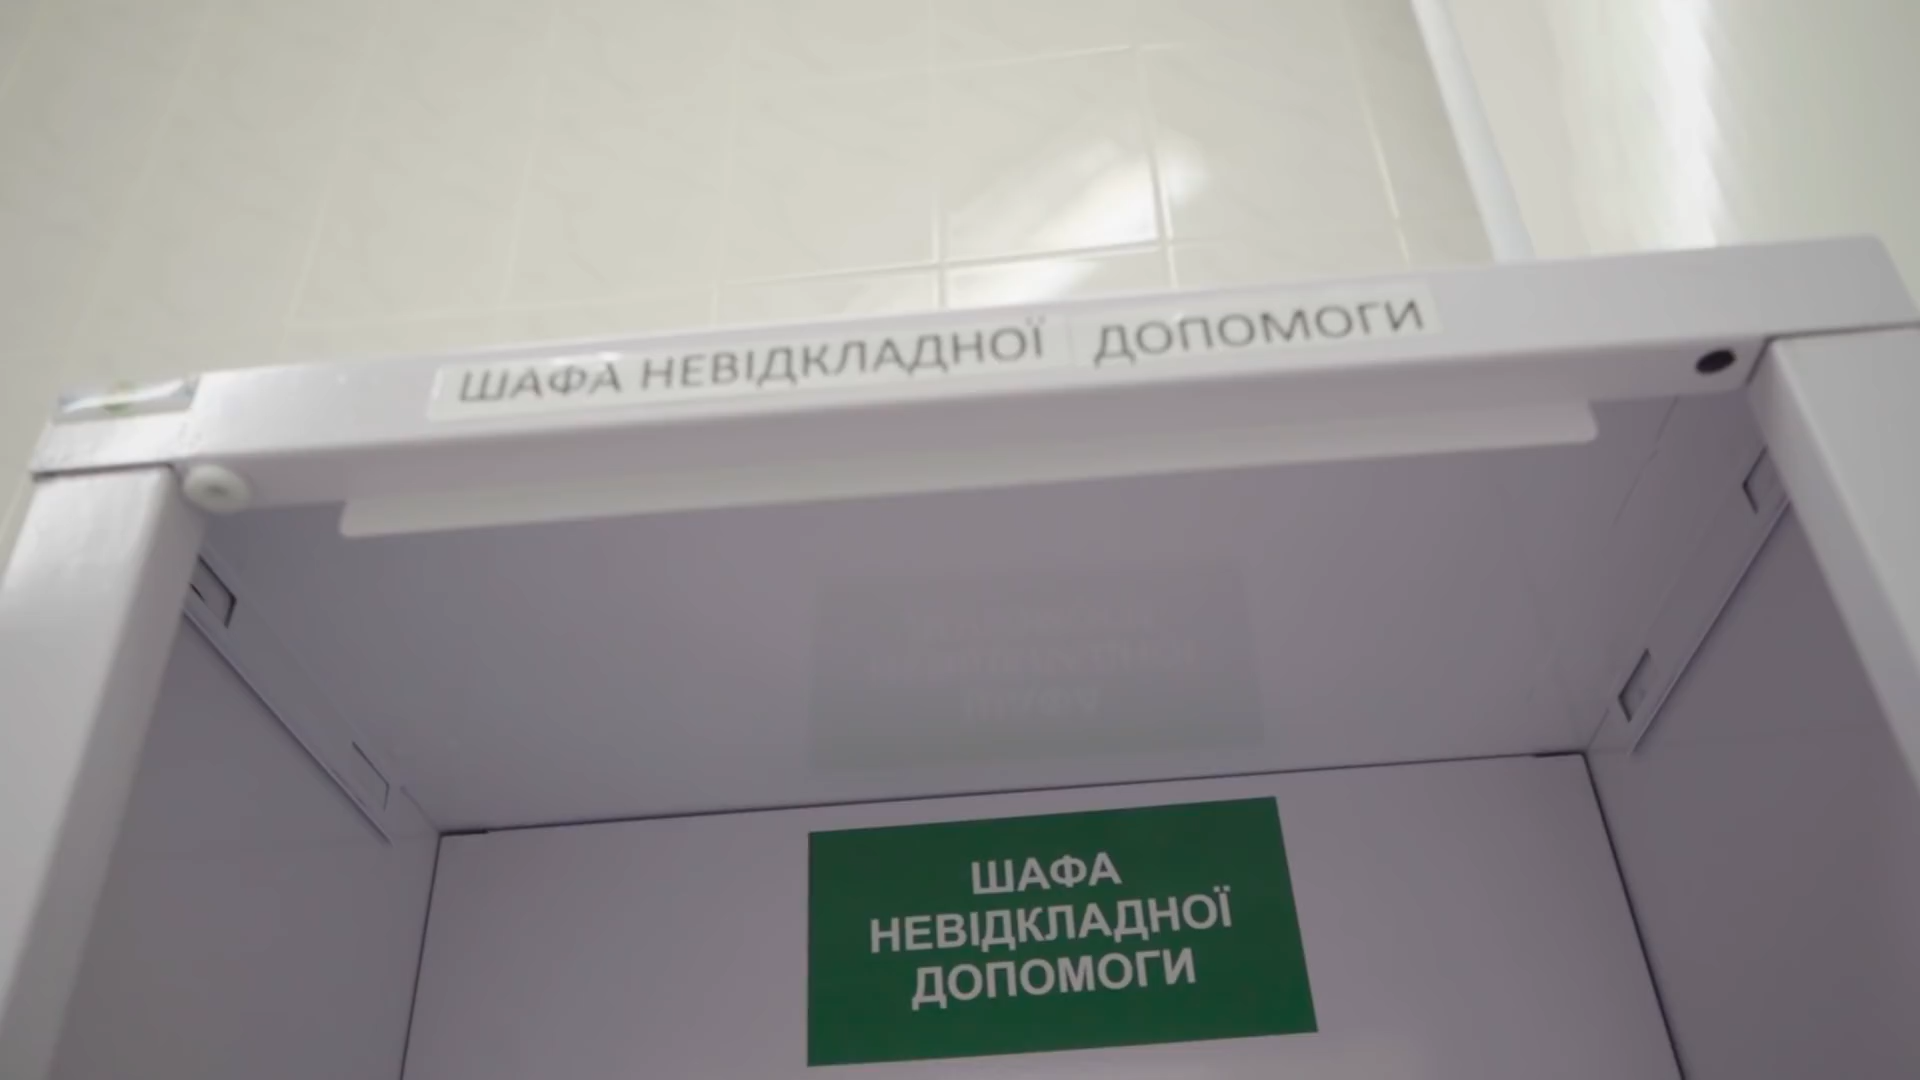 ШАФА НЕВІДКЛАДНОЇ ДОПОМОГИ
ШАФА
НЕВІДКЛАДНОЇ
ДОПОМОГИ